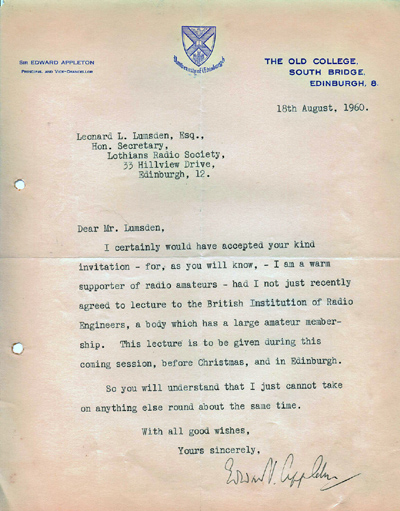 SIR EDWARD APPLETON
PRINCIPAL AND VICE-CHANCELLOR
University of Edinburgh
THE OLD COLLEGE,
SOUTH BRIDGE,
EDINBURGH, 8.
18th August, 1960.
Leonard L. Lumsden, Esq.,
Hon. Secretary,
Lothians Radio Society,
33 Hillview Drive,
Edinburgh, 12.
Dear Mr. Lumsden,
I certainly would have accepted your kind
invitation - for, as you will know, - I am a warm
supporter of radio amateurs - had I not just recently
agreed to lecture to the British Institution of Radio
Engineers, a body which has a large amateur member-
ship. This lecture is to be given during this
coming session, before Christmas, and in Edinburgh.
So you will understand that I just cannot take
on anything else round about the same time.
With all good wishes,
Yours sincerely,
Edward V. Appleton